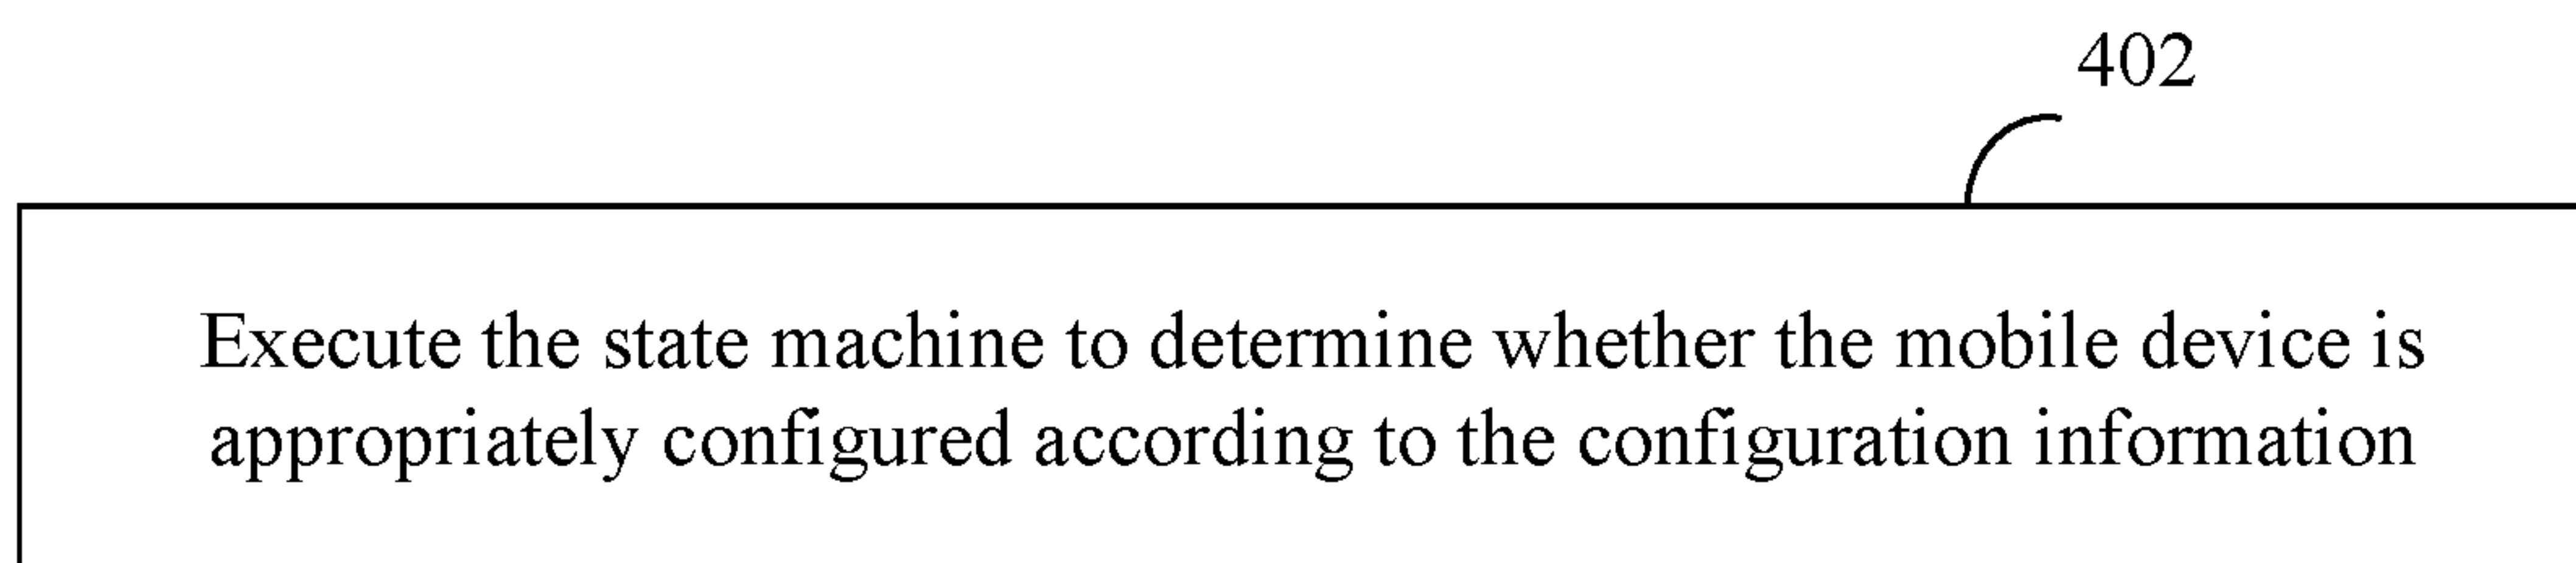 402
Execute the state machine to determine whether the mobile device is
appropriately configured according to the configuration information